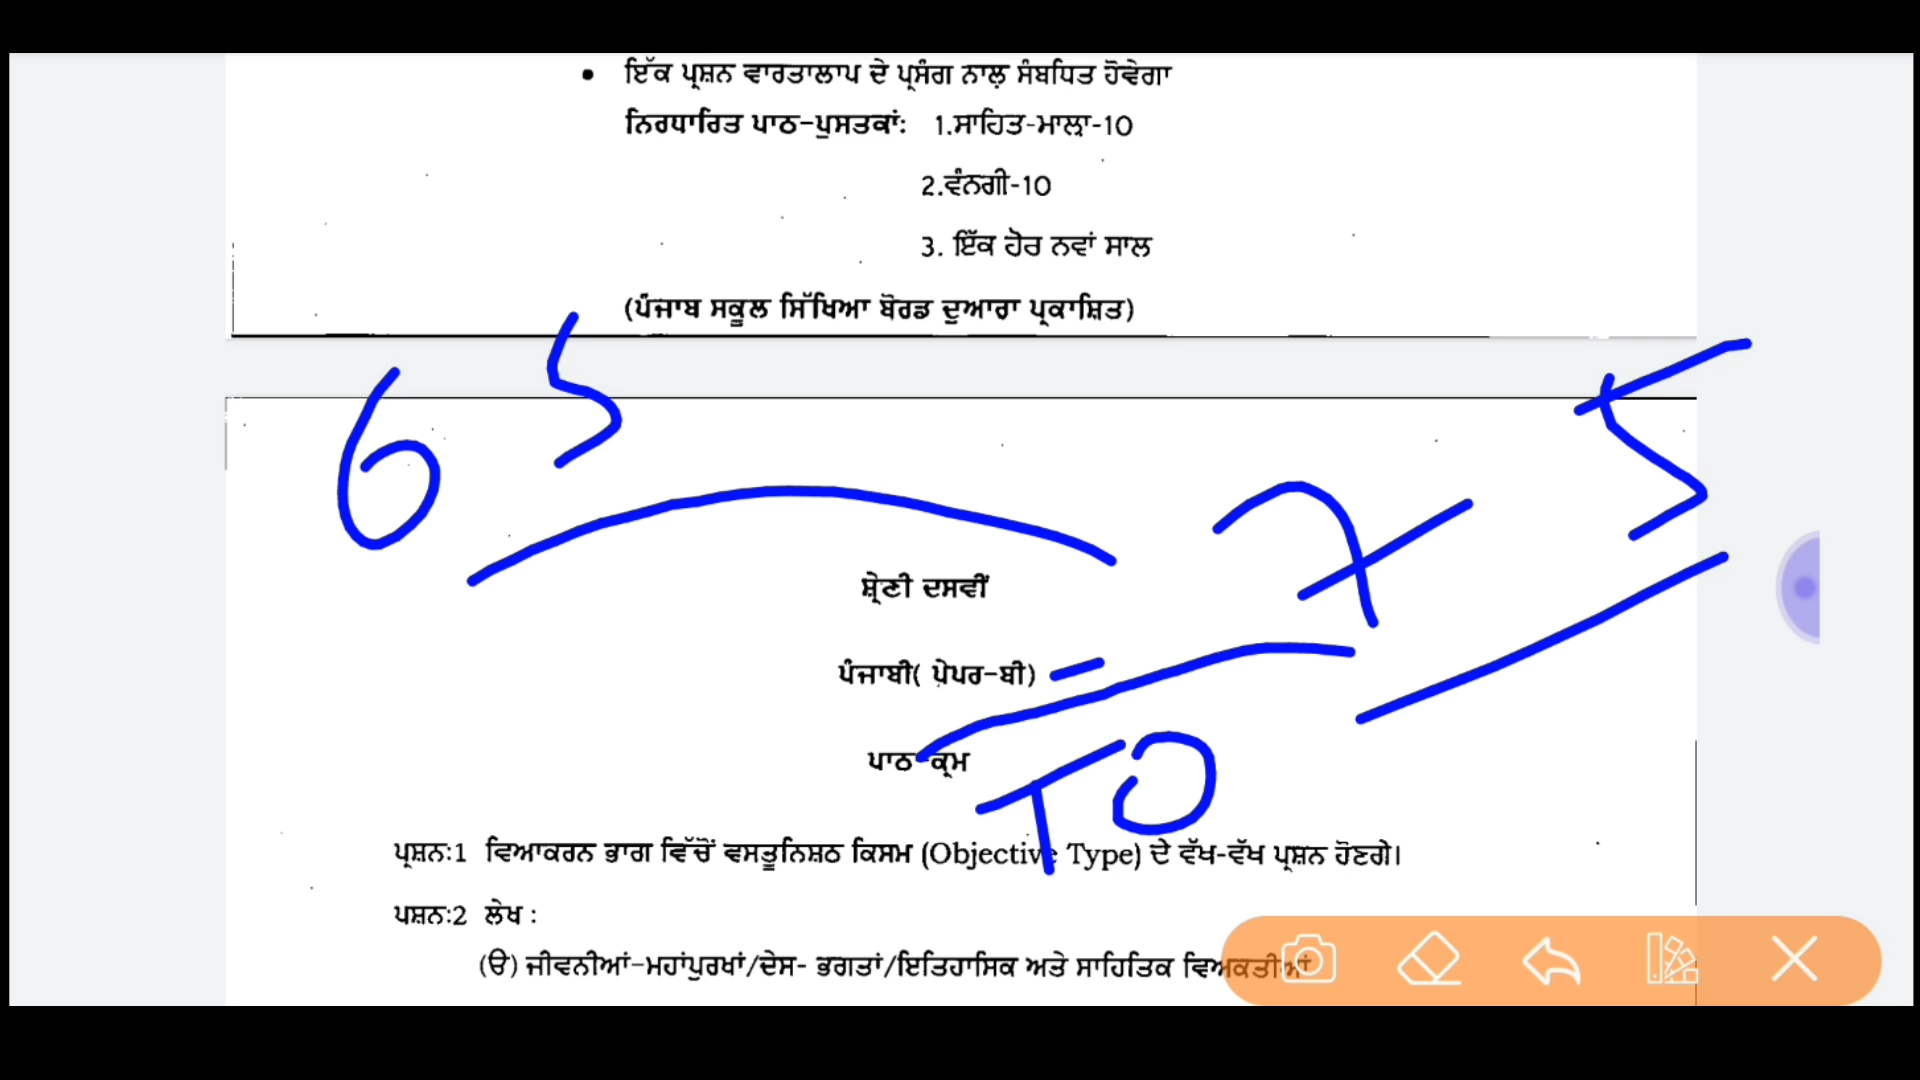 • ਇੱਕ ਪ੍ਰਸ਼ਨ ਵਾਰਤਾਲਾਪ ਦੇ ਪ੍ਰਸੰਗ ਨਾਲ਼ ਸੰਬਧਿਤ ਹੋਵੇਗਾ
ਨਿਰਧਾਰਿਤ ਪਾਠ-ਪੁਸਤਕਾਂ: 1.ਸਾਹਿਤ-ਮਾਲਾ-10
2.ਵੰਨਗੀ-10
3. ਇੱਕ ਹੋਰ ਨਵਾਂ ਸਾਲ
(ਪੰਜਾਬ ਸਕੂਲ ਸਿੱਖਿਆ ਬੋਰਡ ਦੁਆਰਾ ਪ੍ਰਕਾਸ਼ਿਤ)
65 75
ਸ਼੍ਰੇਣੀ ਦਸਵੀਂ
ਪੰਜਾਬੀ( ਪੇਪਰ-ਬੀ)
ਪਾਠ-ਕ੍ਰਮ
10
ਪ੍ਰਸ਼ਨ:1 ਵਿਆਕਰਨ ਭਾਗ ਵਿੱਚੋਂ ਵਸਤੂਨਿਸ਼ਠ ਕਿਸਮ (Objective Type) ਦੇ ਵੱਖ-ਵੱਖ ਪ੍ਰਸ਼ਨ ਹੋਣਗੇ।
ਪਸ਼ਨ:2 ਲੇਖ :
(ੳ) ਜੀਵਨੀਆਂ-ਮਹਾਂਪੁਰਖਾਂ/ਦੇਸ- ਭਗਤਾਂ/ਇਤਿਹਾਸਿਕ ਅਤੇ ਸਾਹਿਤਿਕ ਵਿਅਕਤੀਆਂ